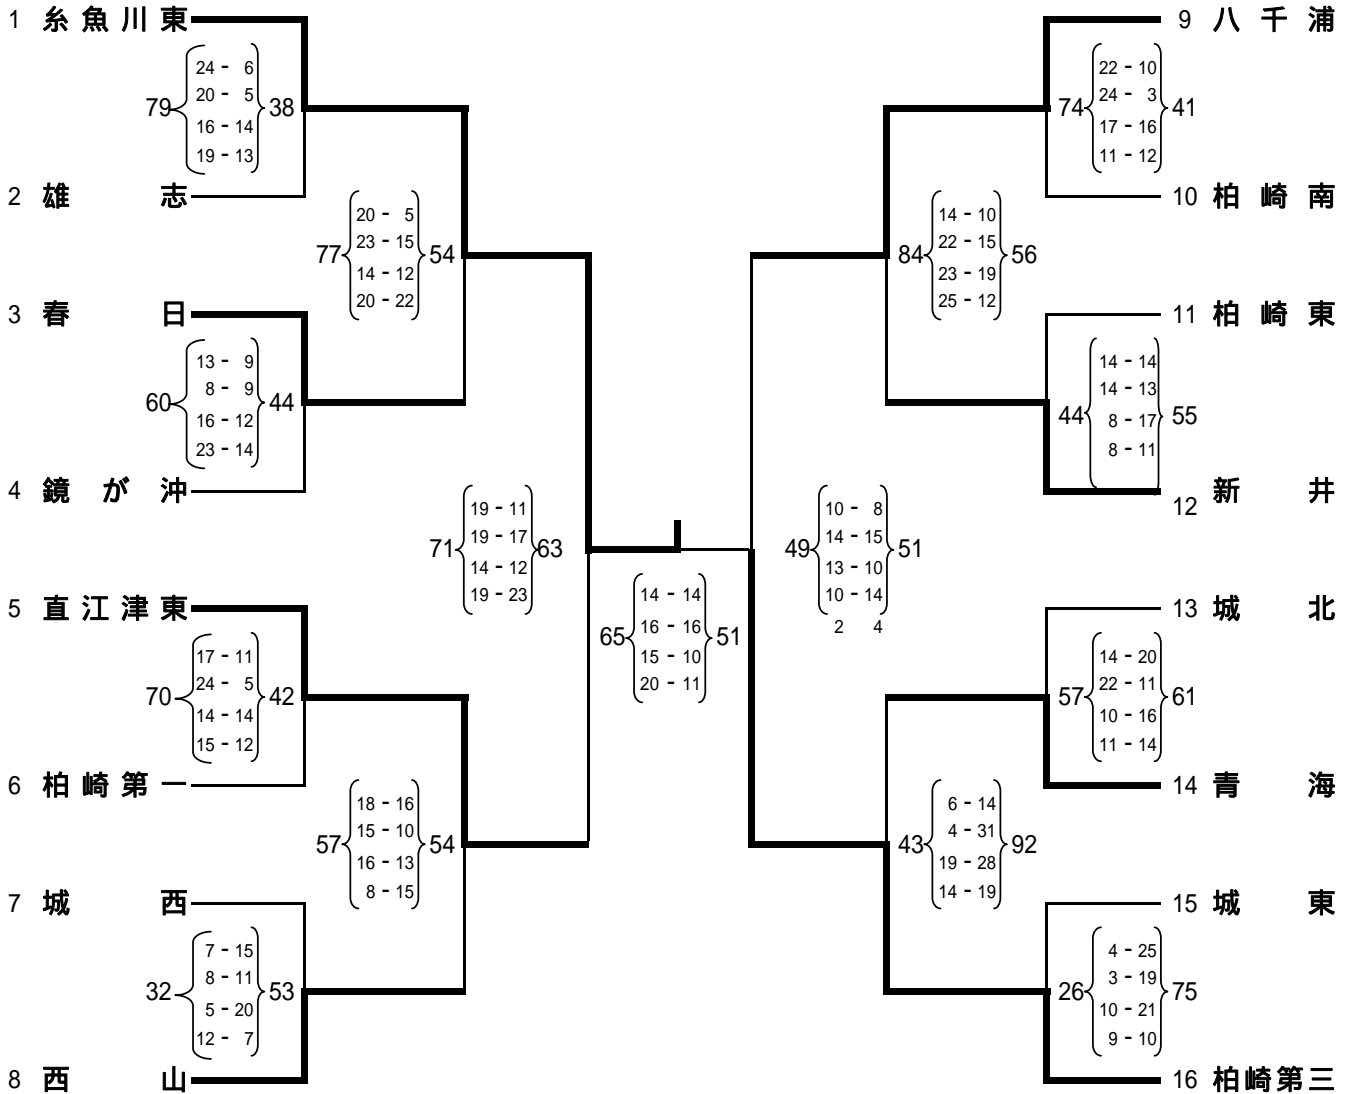 1 糸魚川東
24 - 6
20 - 5
79 38
16 - 14
19 - 13
2 雄志
20 - 5
23 - 15
77 54
14 - 12
20 - 22
3 春日
13 - 9
8 - 9
60 44
16 - 12
23 - 14
4 鏡が沖
19 - 11
19 - 17
71 63
14 - 12
19 - 23
5 直江津東
17 - 11
24 - 5
70 42
14 - 14
15 - 12
6 柏崎第一
18 - 16
15 - 10
57 54
16 - 13
8 - 15
7 城西
7 - 15
8 - 11
32 53
5 - 20
12 - 7
8 西山
14 - 14
16 - 16
65 51
15 - 10
20 - 11
9 八千浦
22 - 10
24 - 3
74 41
17 - 16
11 - 12
10 柏崎南
14 - 10
22 - 15
84 56
23 - 19
25 - 12
11 柏崎東
14 - 14
14 - 13
44 55
8 - 17
8 - 11
12 新井
10 - 8
14 - 15
49 51
13 - 10
10 - 14
2 4
13 城北
14 - 20
22 - 11
57 61
10 - 16
11 - 14
14 青海
6 - 14
4 - 31
43 92
19 - 28
14 - 19
15 城東
4 - 25
3 - 19
26 75
10 - 21
9 - 10
16 柏崎第三